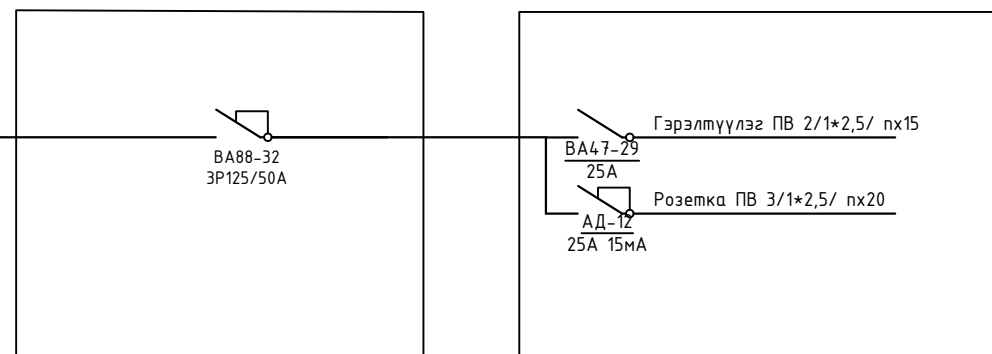 ВА88-32
3Р125/50А
Гэрэлтүүлэг ПВ 2/1*2,5/ пх15
ВА47-29
25А
Розетка ПВ 3/1*2,5/ пх20
АД-12
25А 15мА